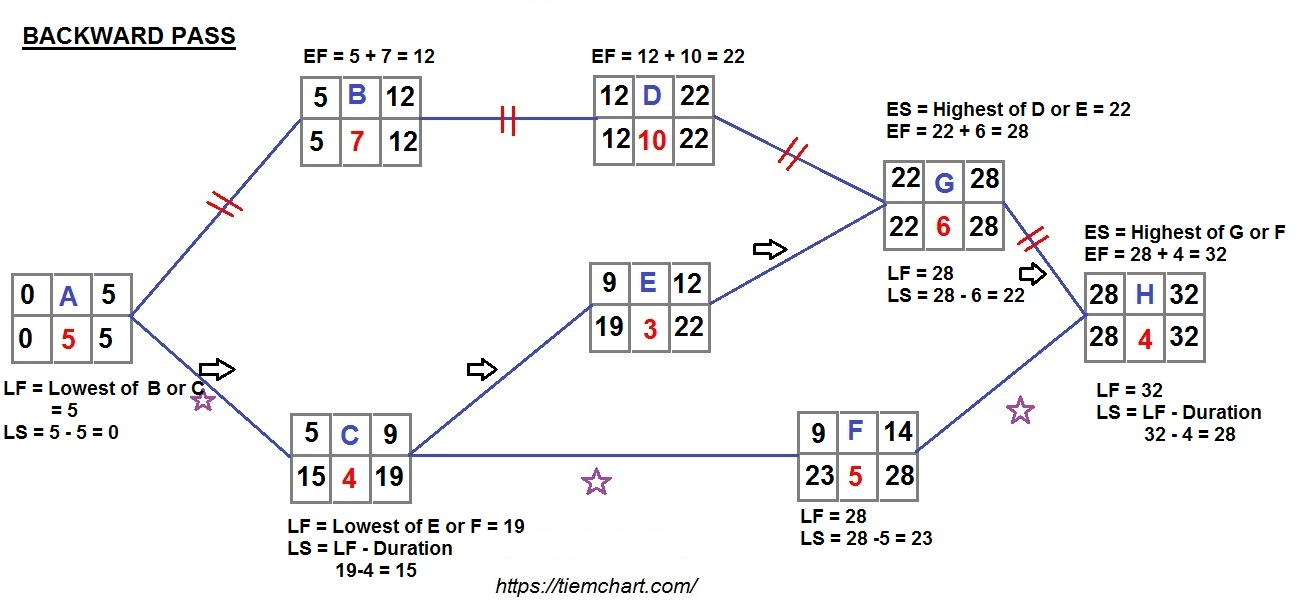 BACKWARD PASS
EF = 5 + 7 = 12
5 B 12
5 7 12
EF = 12 + 10 = 22
12 D 22
12 10 22
ES = Highest of D or E = 22
EF = 22 + 6 = 28
22 G 28
22 6 28
LF = 28
LS = 28 - 6 = 22
ES = Highest of G or F
EF = 28 + 4 = 32
28 H 32
28 4 32
LF = 32
LS = LF - Duration
32 - 4 = 28
0 A 5
0 5 5
LF = Lowest of B or C
= 5
LS = 5 - 5 = 0
9 E 12
19 3 22
5 C 9
15 4 19
LF = Lowest of E or F = 19
LS = LF - Duration
19-4 = 15
9 F 14
23 5 28
LF = 28
LS = 28 -5 = 23
https://tiemchart.com/